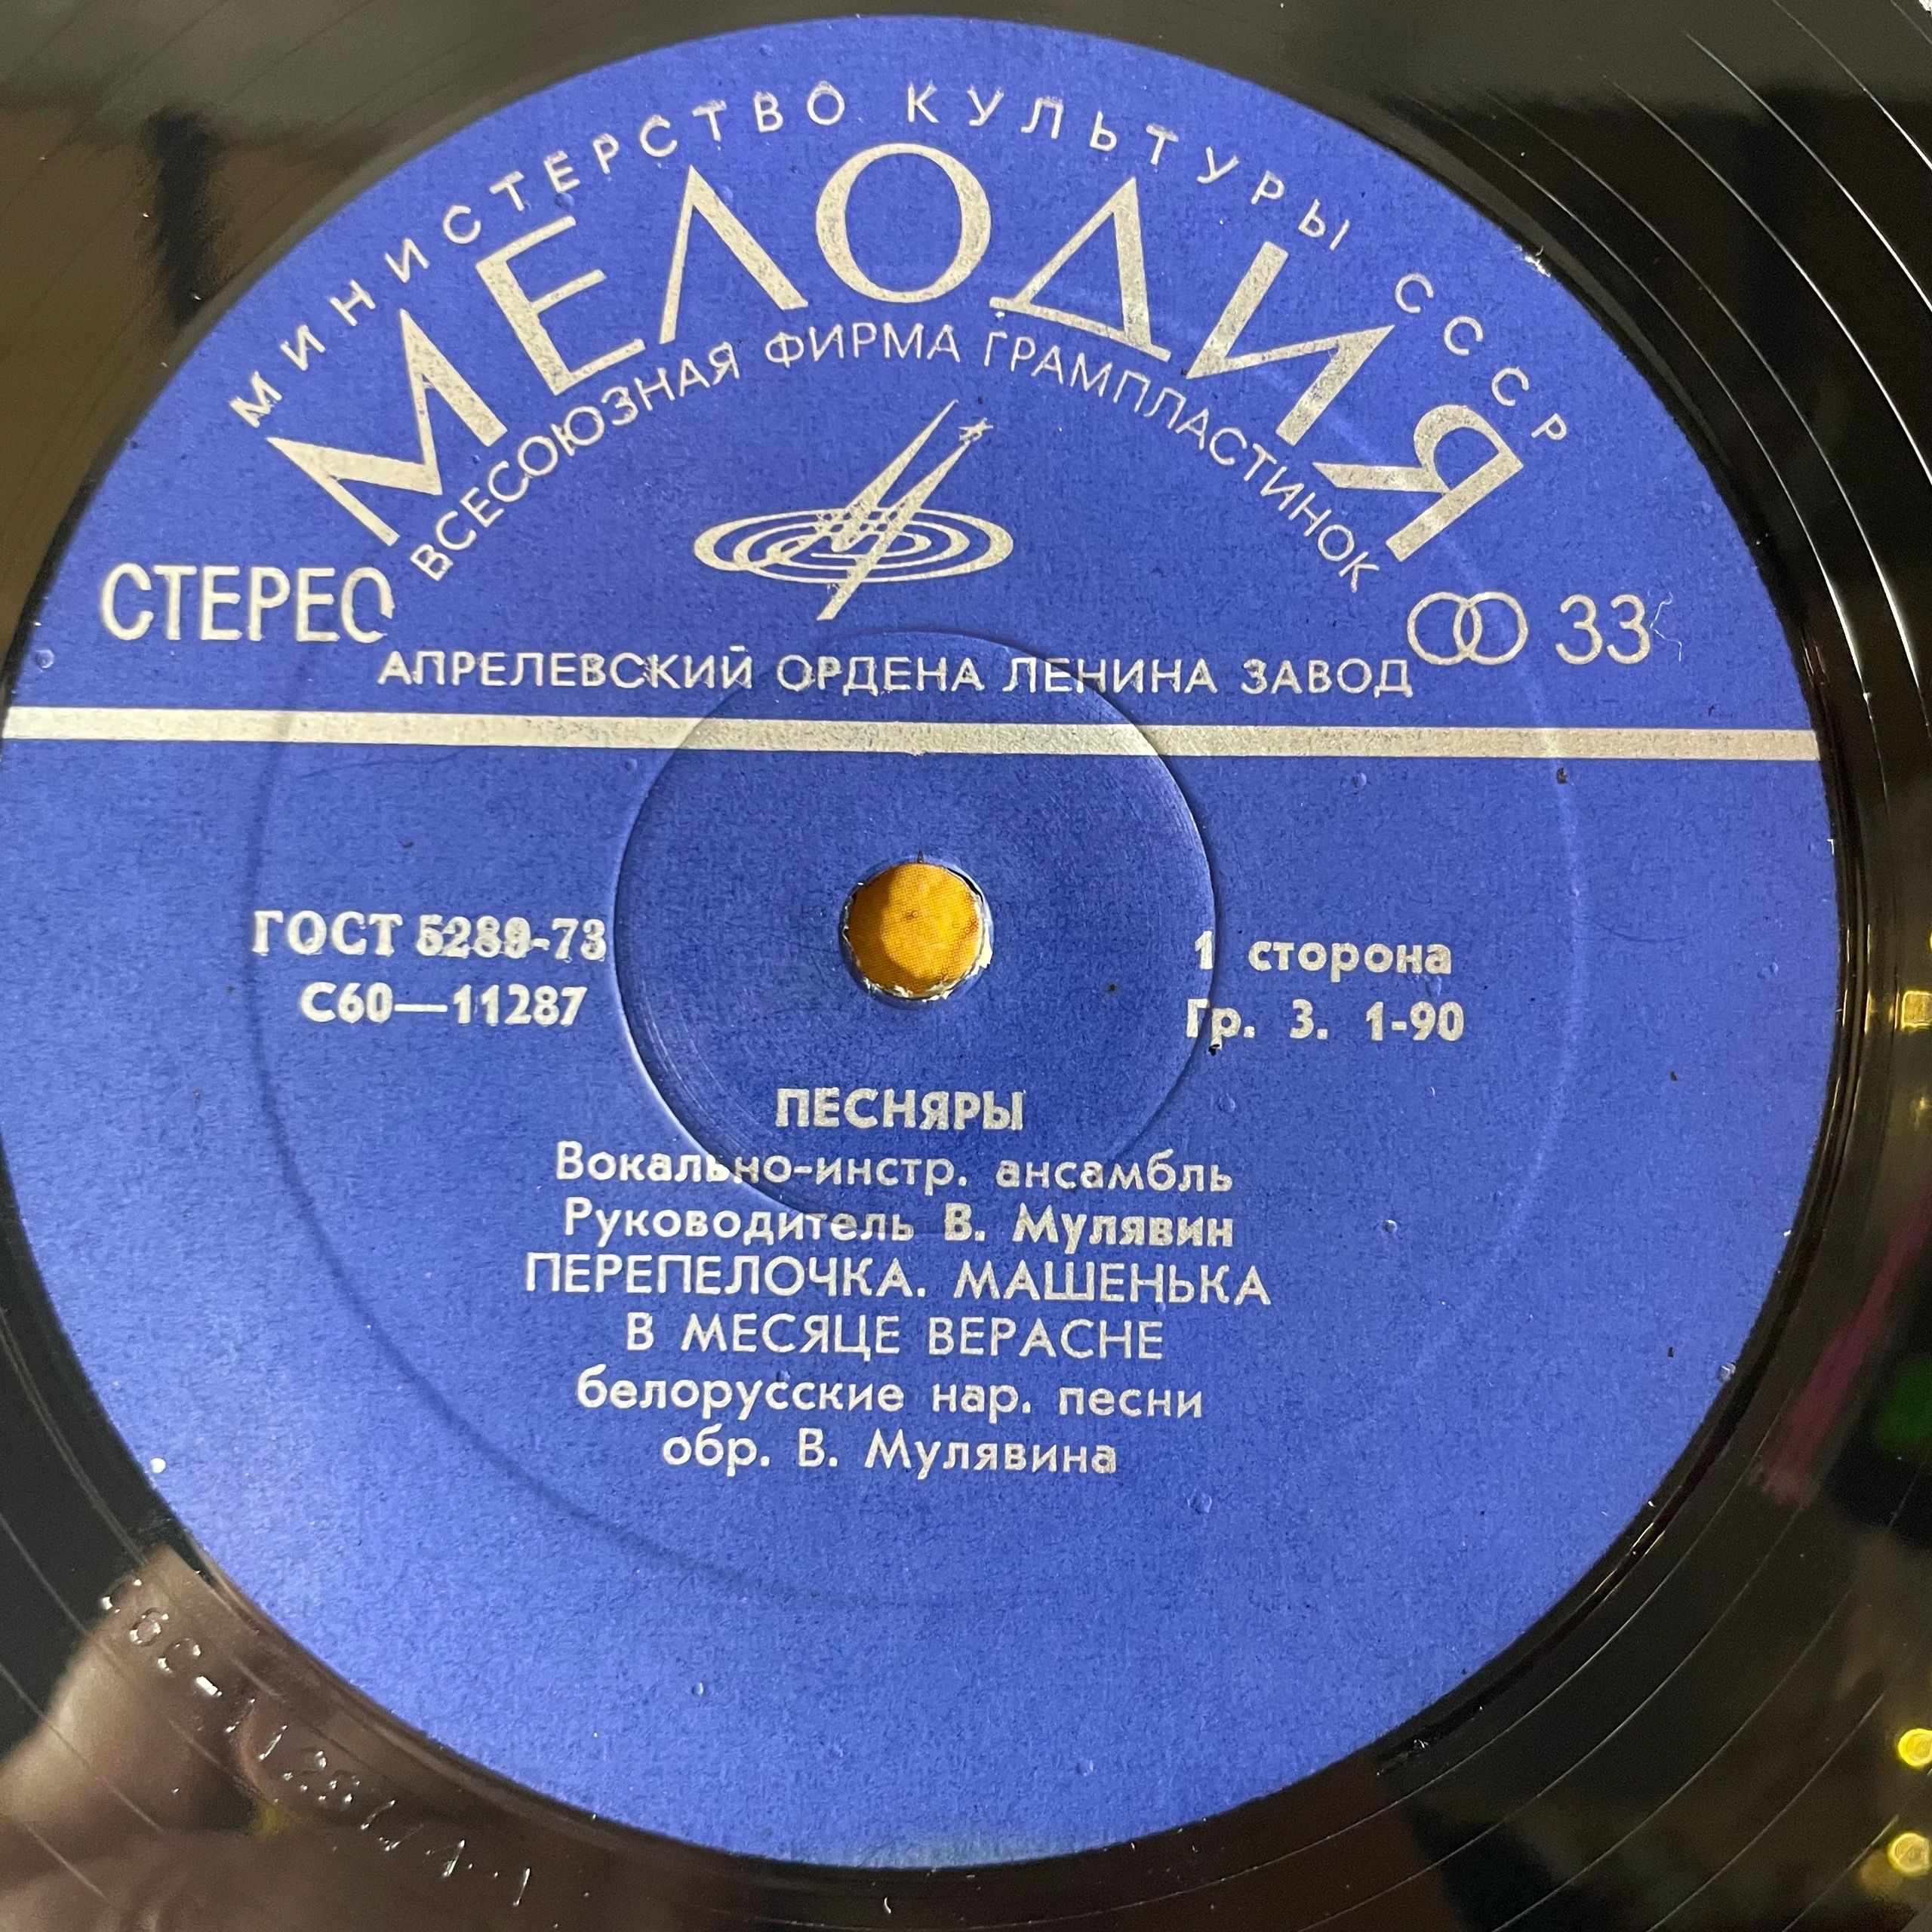 МИНИСТЕРСТВО КУЛЬТУРЫ СССР
МЕЛОДИЯ
ВСЕСОЮЗНАЯ ФИРМА ГРАМПЛАСТИНОК
СТЕРЕО
33
АПРЕЛЕВСКИЙ ОРДЕНА ЛЕНИНА ЗАВОД
ГОСТ 5289-73
С60—11287
1 сторона
Гр. 3. 1-90
ПЕСНЯРЫ
Вокально-инстр. ансамбль
Руководитель В. Мулявин
ПЕРЕПЕЛОЧКА. МАШЕНЬКА
В МЕСЯЦЕ ВЕРАСНЕ
белорусские нар. песни
обр. В. Мулявина